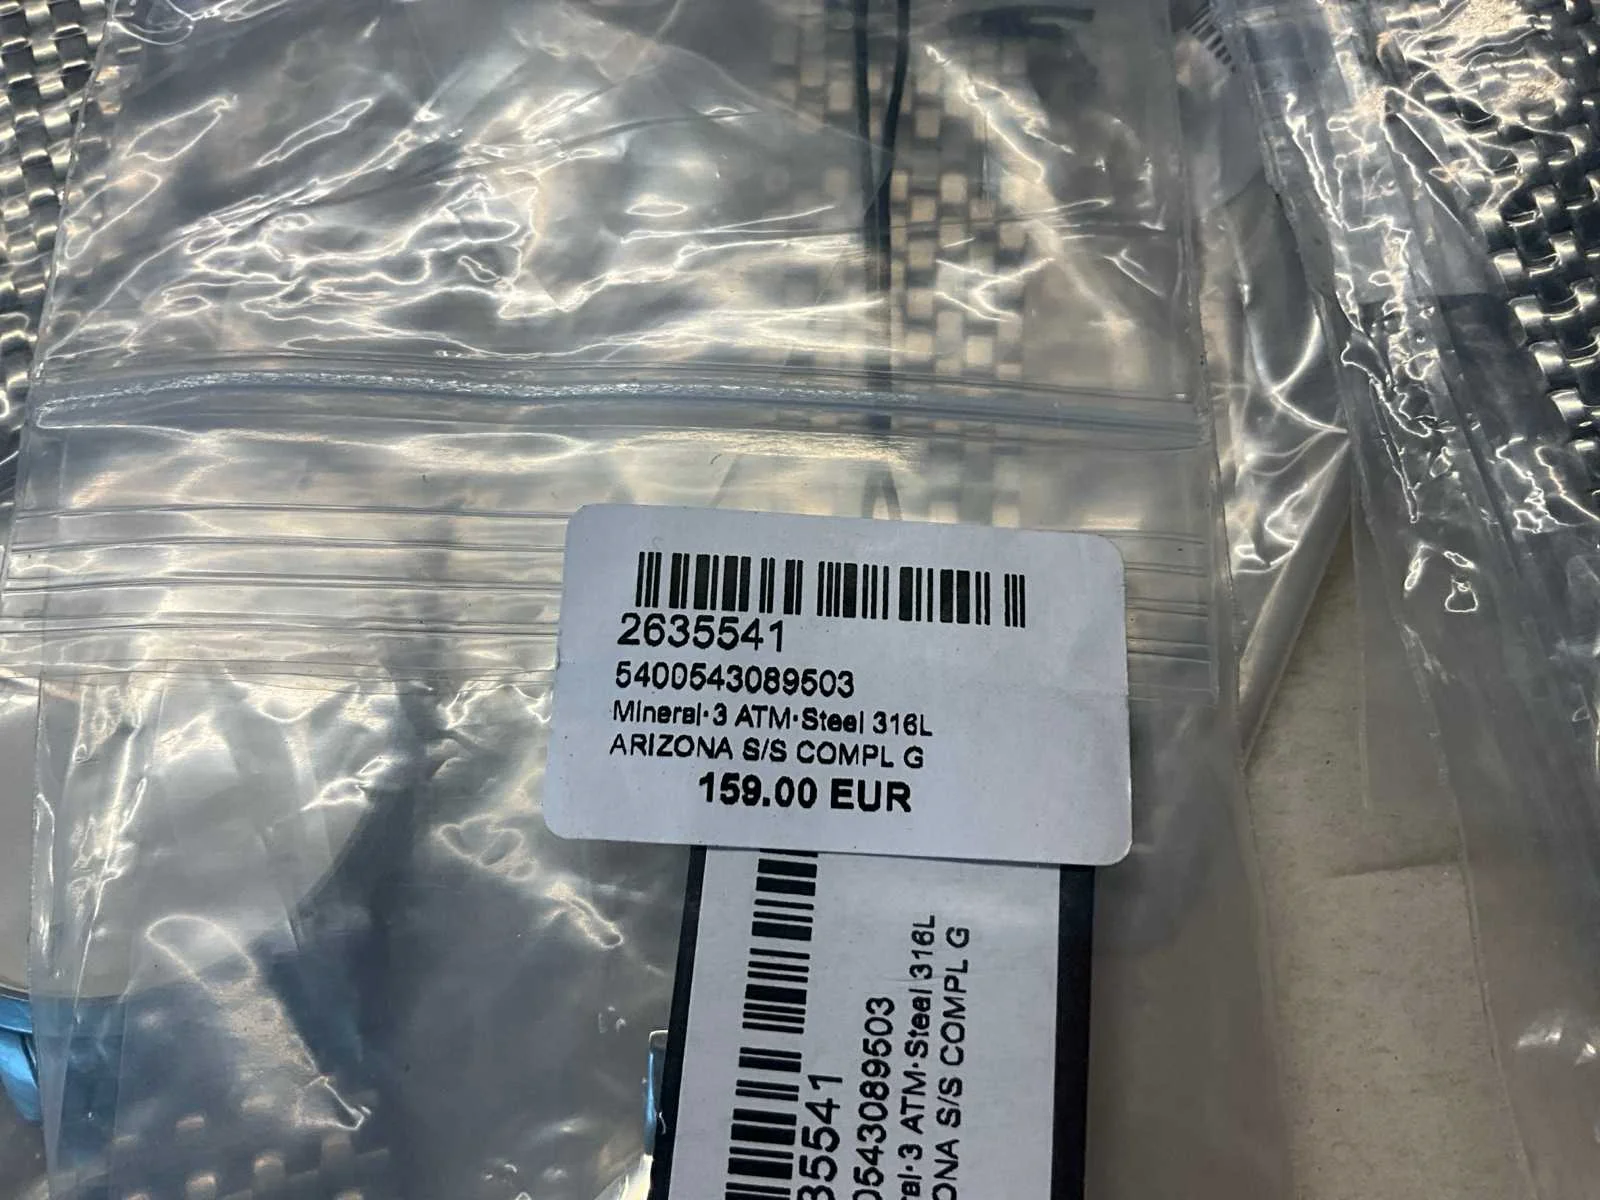 2635541
5400543089503
Mineral·3 ATM·Steel 316L
ARIZONA S/S COMPL G
159.00 EUR
35541
0543089503
ral·3 ATM·Steel 316L
ONA S/S COMPL G